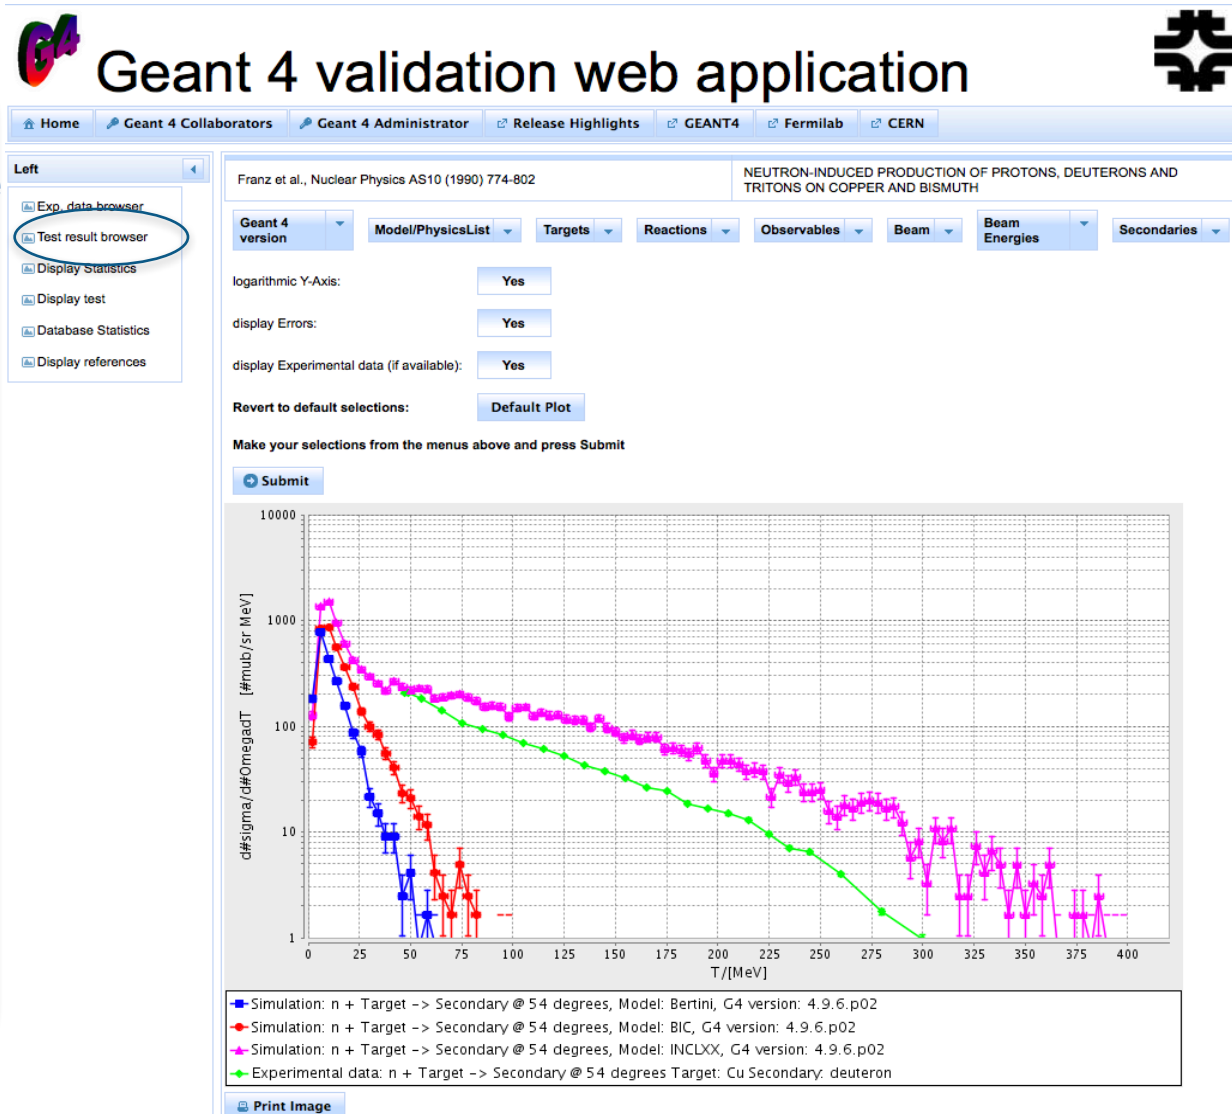 G4
Geant 4 validation web application
Home Geant 4 Collaborators Geant 4 Administrator Release Highlights GEANT4 Fermilab CERN
Left
Exp. data browser
Test result browser
Display Statistics
Display test
Database Statistics
Display references
Franz et al., Nuclear Physics AS10 (1990) 774-802
NEUTRON-INDUCED PRODUCTION OF PROTONS, DEUTERONS AND
TRITONS ON COPPER AND BISMUTH
Geant 4
version
Model/PhysicsList
Targets
Reactions
Observables
Beam
Beam
Energies
Secondaries
logarithmic Y-Axis: Yes
display Errors: Yes
display Experimental data (if available): Yes
Revert to default selections: Default Plot
Make your selections from the menus above and press Submit
Submit
d#sigma/d#OmegadT [#mub/sr MeV]
10000
1000
100
10
1
0 25 50 75 100 125 150 175 200 225 250 275 300 325 350 375 400
T/[MeV]
Simulation: n + Target -> Secondary @ 54 degrees, Model: Bertini, G4 version: 4.9.6.p02
Simulation: n + Target -> Secondary @ 54 degrees, Model: BIC, G4 version: 4.9.6.p02
Simulation: n + Target -> Secondary @ 54 degrees, Model: INCLXX, G4 version: 4.9.6.p02
Experimental data: n + Target -> Secondary @ 54 degrees Target: Cu Secondary: deuteron
Print Image